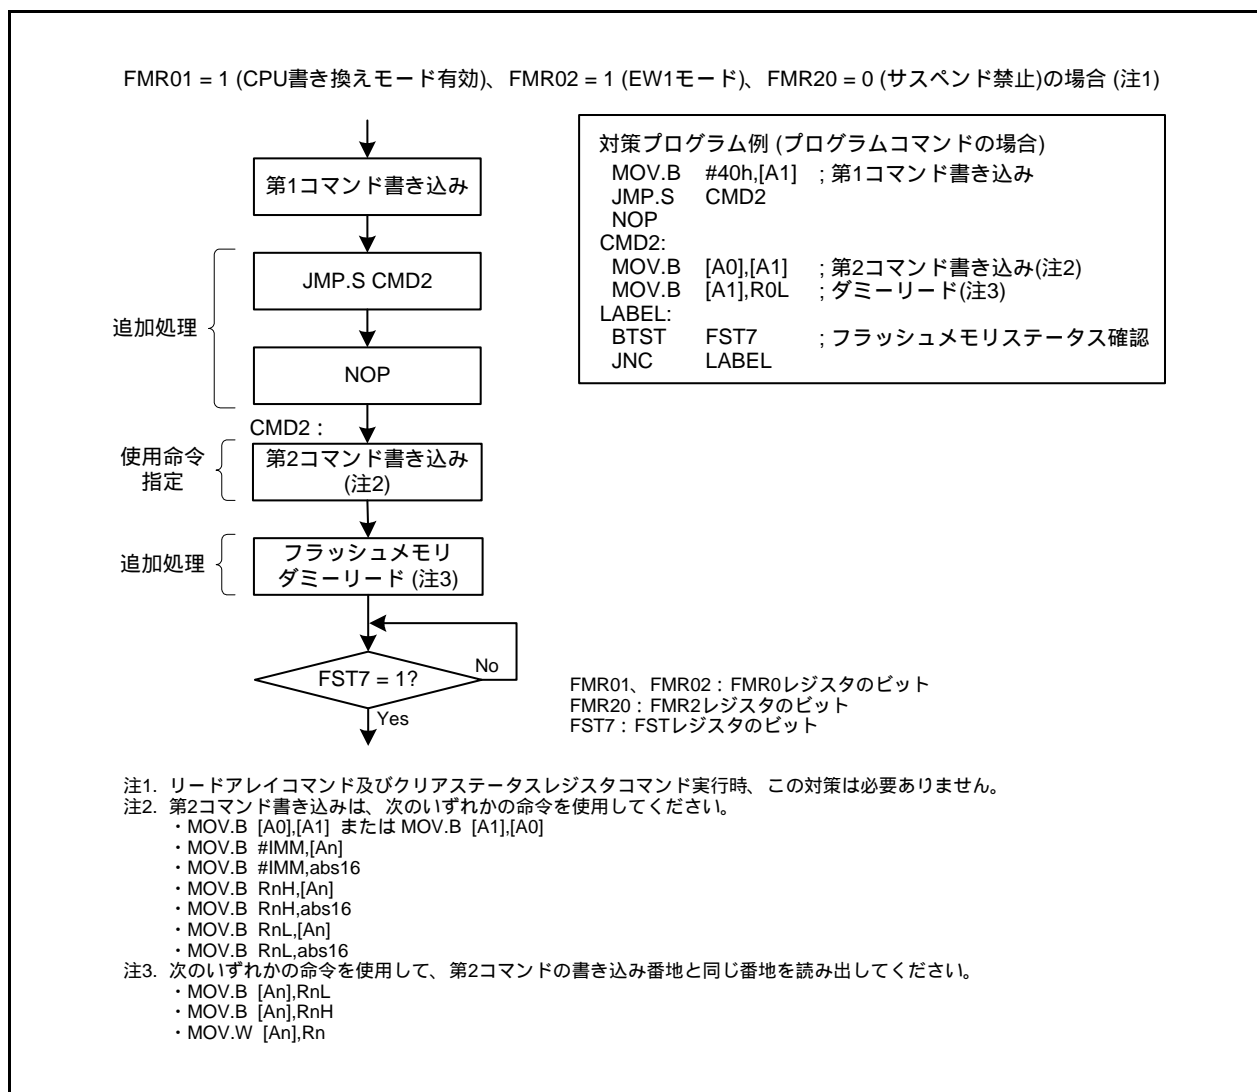 FMR01 = 1 (CPU書き換えモード有効)、FMR02 = 1 (EW1モード)、FMR20 = 0 (サスペンド禁止)の場合 (注1)
第1コマンド書き込み
追加処理
JMP.S CMD2
NOP
CMD2：
使用命令
指定
第2コマンド書き込み
(注2)
追加処理
フラッシュメモリ
ダミーリード (注3)
FST7 = 1?
No
Yes
対策プログラム例 (プログラムコマンドの場合)
MOV.B #40h,[A1] ; 第1コマンド書き込み
JMP.S CMD2
NOP
CMD2:
MOV.B [A0],[A1] ; 第2コマンド書き込み(注2)
MOV.B [A1],R0L ; ダミーリード(注3)
LABEL:
BTST FST7 ; フラッシュメモリステータス確認
JNC LABEL
FMR01、FMR02：FMR0レジスタのビット
FMR20：FMR2レジスタのビット
FST7：FSTレジスタのビット
注1. リードアレイコマンド及びクリアステータスレジスタコマンド実行時、この対策は必要ありません。
注2. 第2コマンド書き込みは、次のいずれかの命令を使用してください。
・MOV.B [A0],[A1] または MOV.B [A1],[A0]
・MOV.B #IMM,[An]
・MOV.B #IMM,abs16
・MOV.B RnH,[An]
・MOV.B RnH,abs16
・MOV.B RnL,[An]
・MOV.B RnL,abs16
注3. 次のいずれかの命令を使用して、第2コマンドの書き込み番地と同じ番地を読み出してください。
・MOV.B [An],RnL
・MOV.B [An],RnH
・MOV.W [An],Rn